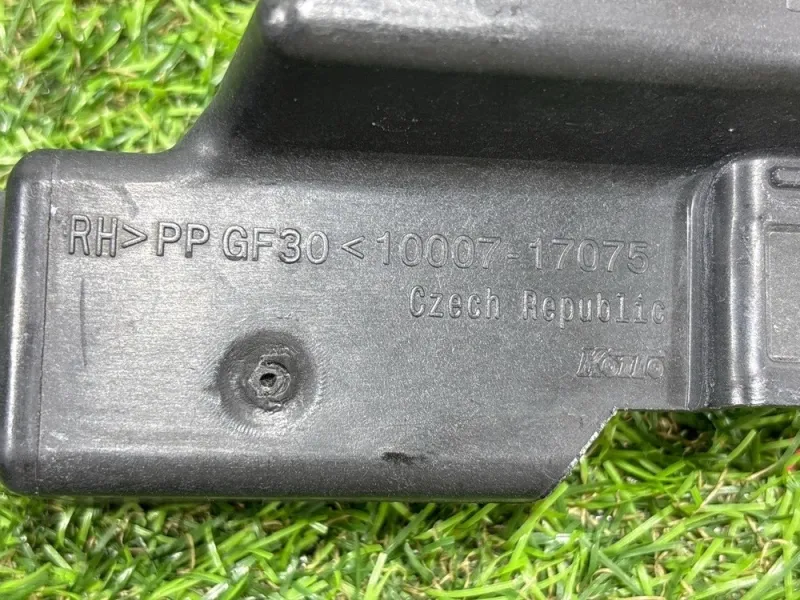 RH>PP GF30<10007-17075
Czech Republic
Koito